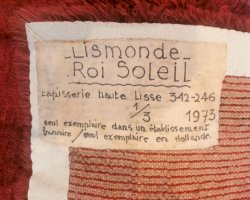 Lismonde
Roi Soleil
tapisserie haute lisse 342-246
1/3 1973
seul exemplaire dans un établissement
bancaire / seul exemplaire en Hollande.